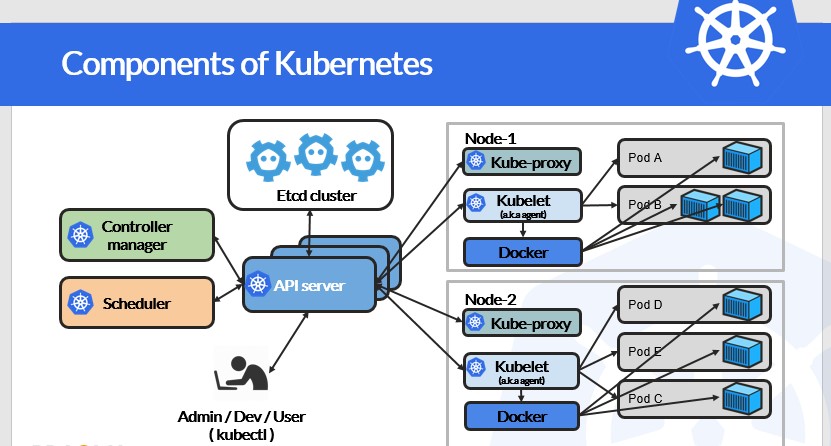 Components of Kubernetes
Etcd cluster
Controller
manager
Scheduler
API server
Admin / Dev / User
( kubectl )
Node-1
Kube-proxy
Kubelet
(a.k.a agent)
Docker
Pod A
Pod B
Node-2
Kube-proxy
Kubelet
(a.k.a agent)
Docker
Pod D
Pod E
Pod C